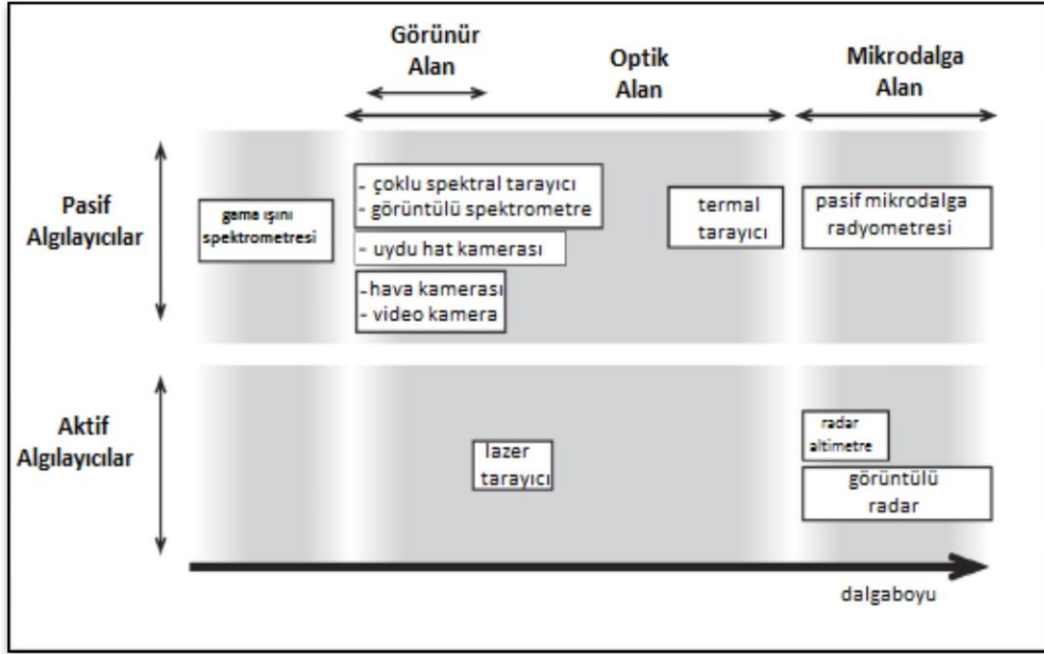 Görünür
Alan
Optik
Alan
Mikrodalga
Alan
Pasif
Algılayıcılar
gama ışını
spektrometresi
- çoklu spektral tarayıcı
- görüntülü spektrometre
- uydu hat kamerası
-hava kamerası
- video kamera
termal
tarayıcı
pasif mikrodalga
radyometresi
Aktif
Algılayıcılar
lazer
tarayıcı
radar
altimetre
görüntülü
radar
dalgaboyu